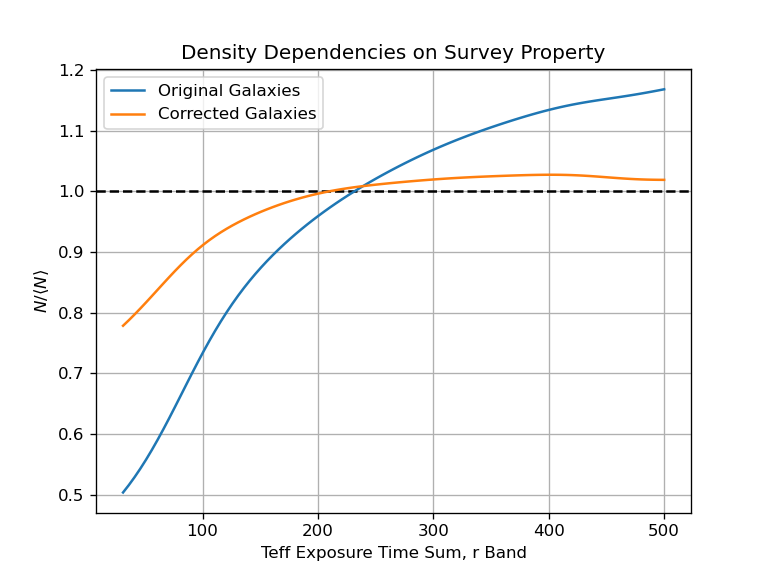 Density Dependencies on Survey Property
Original Galaxies
Corrected Galaxies
1.2
1.1
1.0
0.9
0.8
0.7
0.6
0.5
N/⟨N⟩
100 200 300 400 500
Teff Exposure Time Sum, r Band